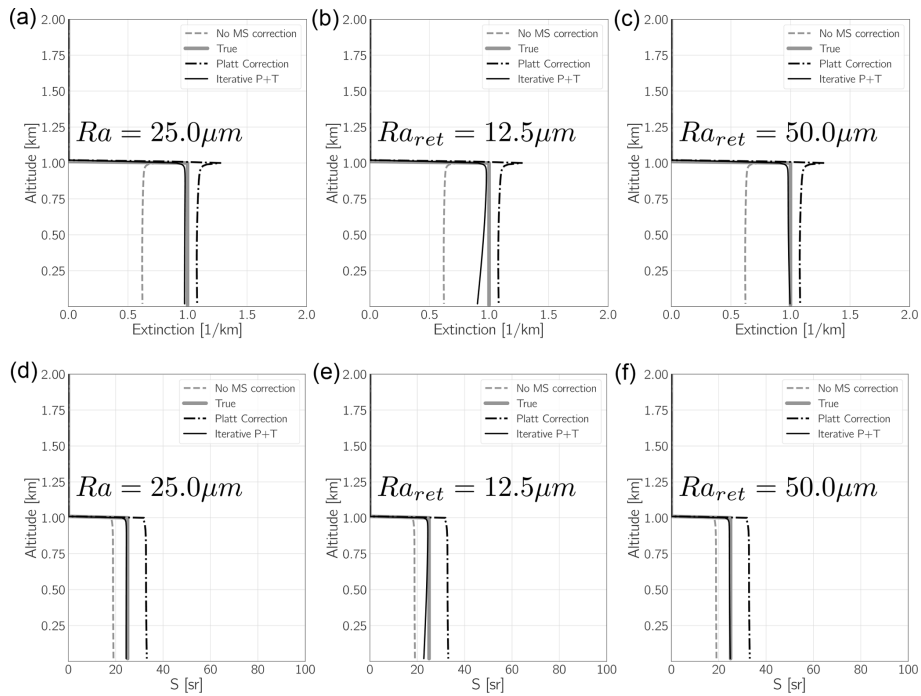 (a)
2.00
1.75
1.50
1.25
1.00
0.75
0.50
0.25
Altitude [km]
No MS correction
True
Platt Correction
Iterative P+T
Ra = 25.0μm
0.0 0.5 1.0 1.5 2.0
Extinction [1/km]
(b)
2.00
1.75
1.50
1.25
1.00
0.75
0.50
0.25
Altitude [km]
No MS correction
True
Platt Correction
Iterative P+T
Ra_ret = 12.5μm
0.0 0.5 1.0 1.5 2.0
Extinction [1/km]
(c)
2.00
1.75
1.50
1.25
1.00
0.75
0.50
0.25
Altitude [km]
No MS correction
True
Platt Correction
Iterative P+T
Ra_ret = 50.0μm
0.0 0.5 1.0 1.5 2.0
Extinction [1/km]
(d)
2.00
1.75
1.50
1.25
1.00
0.75
0.50
0.25
Altitude [km]
No MS correction
True
Platt Correction
Iterative P+T
Ra = 25.0μm
0 20 40 60 80 100
S [sr]
(e)
2.00
1.75
1.50
1.25
1.00
0.75
0.50
0.25
Altitude [km]
No MS correction
True
Platt Correction
Iterative P+T
Ra_ret = 12.5μm
0 20 40 60 80 100
S [sr]
(f)
2.00
1.75
1.50
1.25
1.00
0.75
0.50
0.25
Altitude [km]
No MS correction
True
Platt Correction
Iterative P+T
Ra_ret = 50.0μm
0 20 40 60 80 100
S [sr]